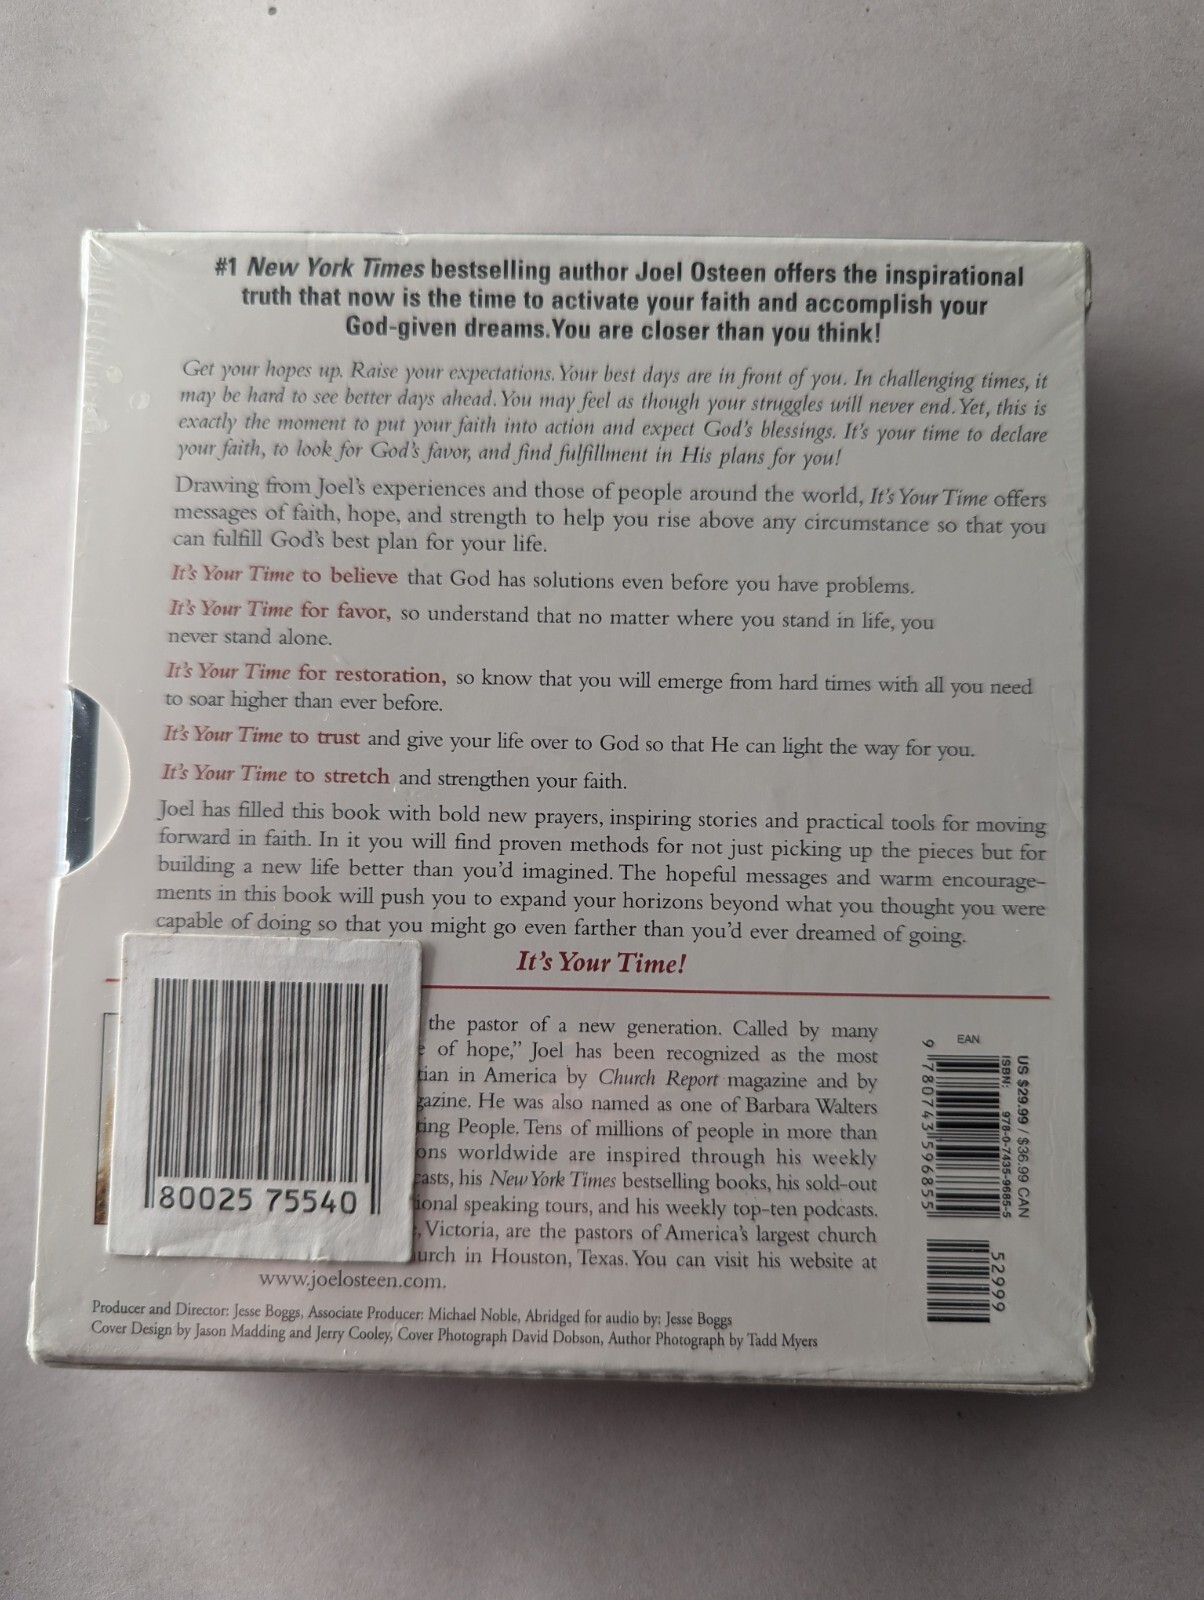 #1 New York Times bestselling author Joel Osteen offers the inspirational
truth that now is the time to activate your faith and accomplish your
God-given dreams. You are closer than you think!
Get your hopes up. Raise your expectations. Your best days are in front of you. In challenging times, it
may be hard to see better days ahead. You may feel as though your struggles will never end. Yet, this is
exactly the moment to put your faith into action and expect God's blessings. It's your time to declare
your faith, to look for God's favor, and find fulfillment in His plans for you!
Drawing from Joel's experiences and those of people around the world, It's Your Time offers
messages of faith, hope, and strength to help you rise above any circumstance so that you
can fulfill God's best plan for your life.
It's Your Time to believe that God has solutions even before you have problems.
It's Your Time for favor, so understand that no matter where you stand in life, you
never stand alone.
It's Your Time for restoration, so know that you will emerge from hard times with all you need
to soar higher than ever before.
It's Your Time to trust and give your life over to God so that He can light the way for you.
It's Your Time to stretch and strengthen your faith.
Joel has filled this book with bold new prayers, inspiring stories and practical tools for moving
forward in faith. In it you will find proven methods for not just picking up the pieces but for
building a new life better than you'd imagined. The hopeful messages and warm encourage-
ments in this book will push you to expand your horizons beyond what you thought you were
capable of doing so that you might go even farther than you'd ever dreamed of going.
It's Your Time!
the pastor of a new generation. Called by many
of hope," Joel has been recognized as the most
tian in America by Church Report magazine and by
gazine. He was also named as one of Barbara Walters
ting People. Tens of millions of people in more than
ons worldwide are inspired through his weekly
casts, his New York Times bestselling books, his sold-out
ional speaking tours, and his weekly top-ten podcasts.
, Victoria, are the pastors of America's largest church
urch in Houston, Texas. You can visit his website at
www.joelosteen.com.
80025 75540
EAN
9 780743 596855
ISBN: 978-0-7435-9685-5
US $29.99 / $36.99 CAN
52999
Producer and Director: Jesse Boggs, Associate Producer: Michael Noble, Abridged for audio by: Jesse Boggs
Cover Design by Jason Madding and Jerry Cooley, Cover Photograph David Dobson, Author Photograph by Tadd Myers